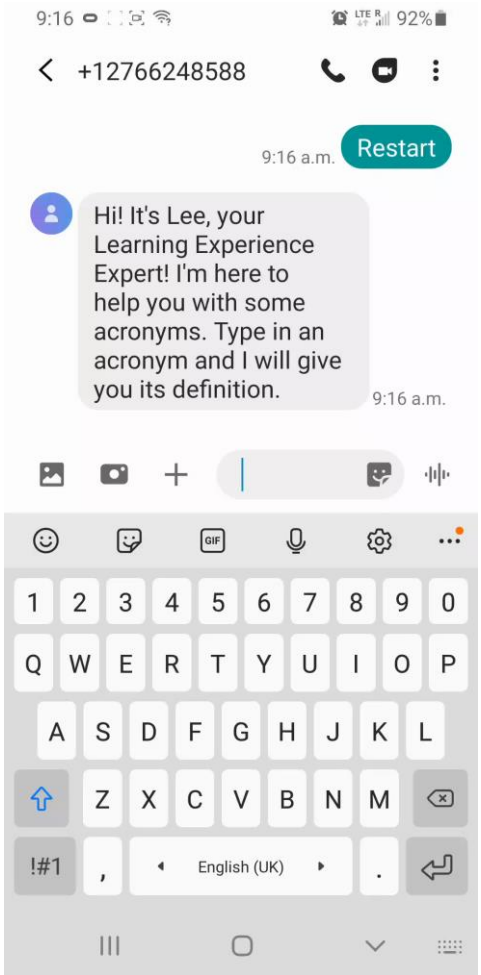 9:16
LTE R 92%
+12766248588
9:16 a.m.
Restart
Hi! It's Lee, your
Learning Experience
Expert! I'm here to
help you with some
acronyms. Type in an
acronym and I will give
you its definition.
9:16 a.m.
GIF
1 2 3 4 5 6 7 8 9 0
Q W E R T Y U I O P
A S D F G H J K L
Z X C V B N M
!#1 , English (UK) .